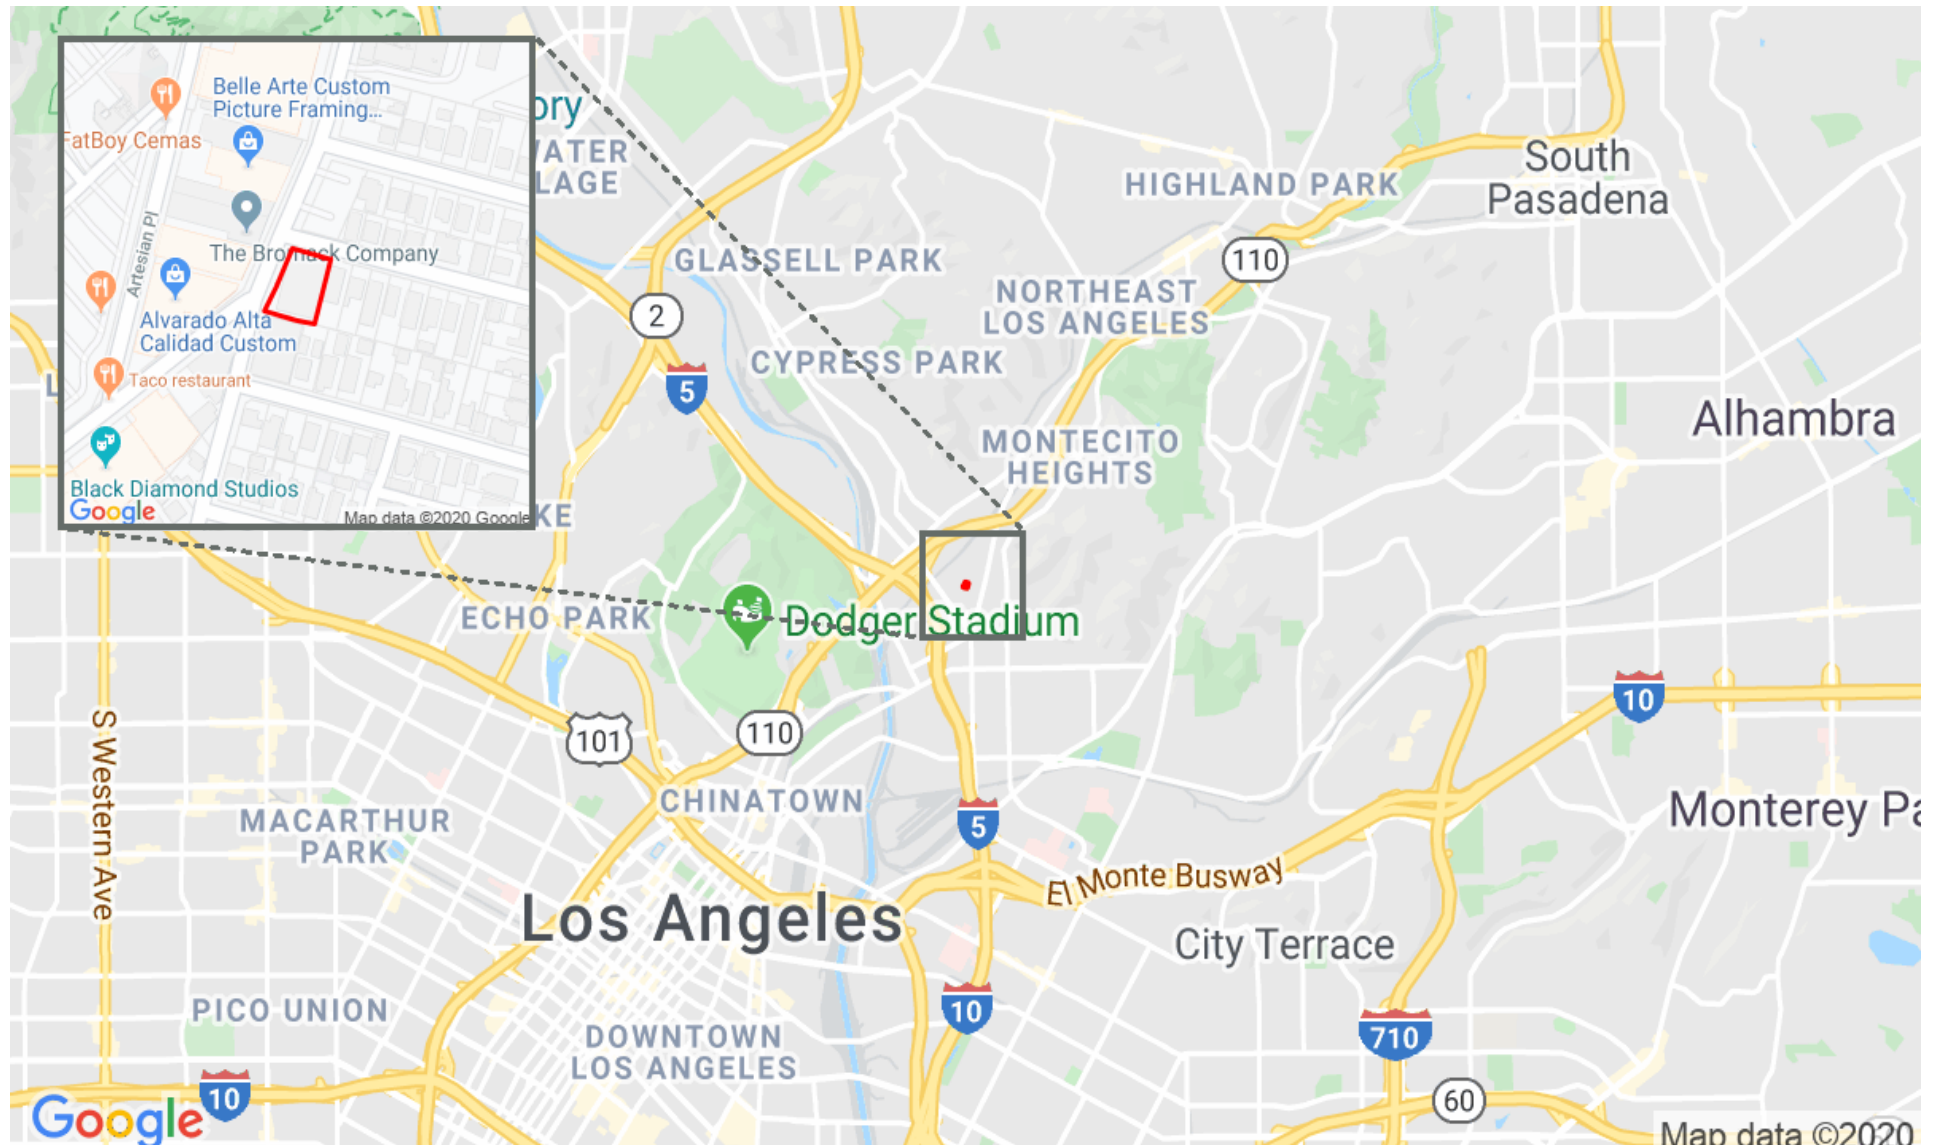 Belle Arte Custom
Picture Framing...
FatBoy Cemas
Artesian Pl
The Bromack Company
Alvarado Alta
Calidad Custom
Taco restaurant
Black Diamond Studios
Google
Map data ©2020 Google
ory
WATER
LAGE
KE
L
GLASSELL PARK
HIGHLAND PARK
South
Pasadena
110
2
NORTHEAST
LOS ANGELES
CYPRESS PARK
5
Alhambra
MONTECITO
HEIGHTS
ECHO PARK
Dodger Stadium
10
S Western Ave
101
110
CHINATOWN
MACARTHUR
PARK
5
Monterey Pa
El Monte Busway
Los Angeles
City Terrace
PICO UNION
10
DOWNTOWN
LOS ANGELES
710
10
60
Google
Map data ©2020